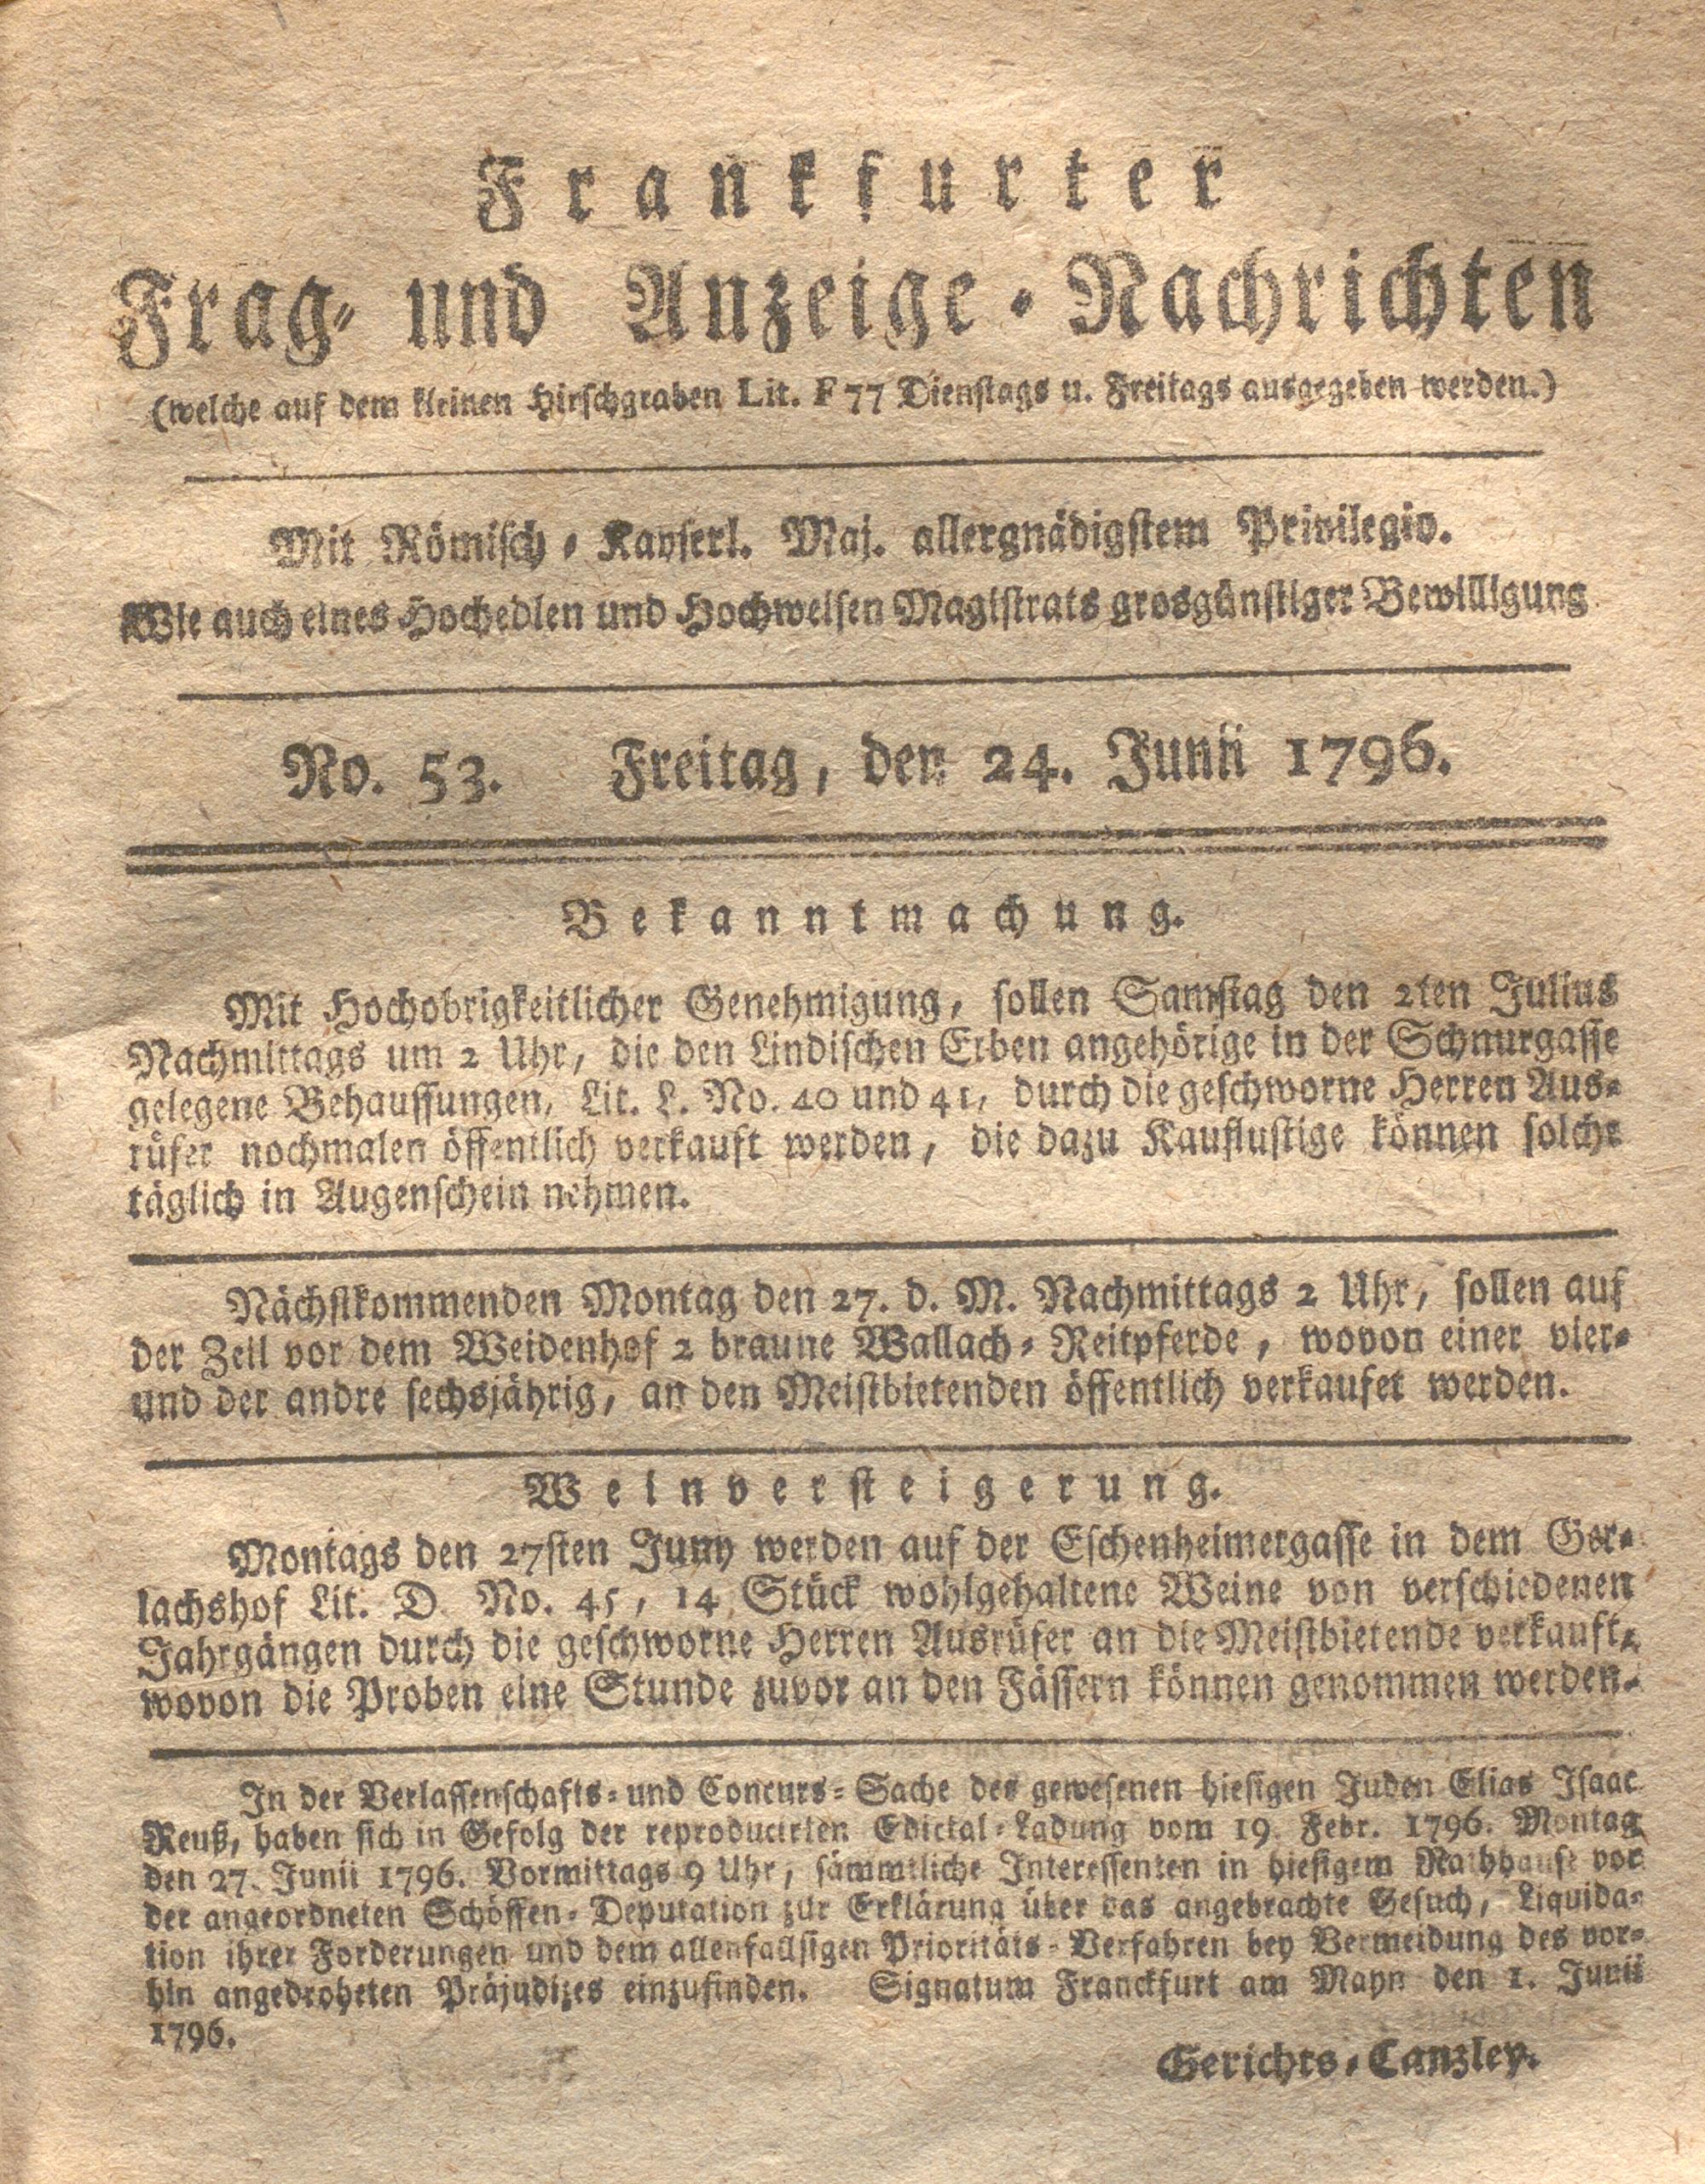 Frankfurter
Frag- und Anzeige-Nachrichten
(welche auf dem kleinen Hirschgraben Lit. F 77 Dienstags u. Freitags ausgegeben werden.)
Mit Römisch-Kayserl. Maj. allergnädigstem Privilegio.
Wie auch eines Hochedlen und Hochweisen Magistrats grosgünstiger Bewilligung
No. 53. Freitag, den 24. Junii 1796.
Bekanntmachung.
Mit Hochobrigkeitlicher Genehmigung, sollen Samstag den 2ten Julius
Nachmittags um 2 Uhr, die den Lindischen Erben angehörige in der Schnurgasse
gelegene Behaussungen, Lit. L. No. 40 und 41, durch die geschworne Herren Aus-
rüfer nochmalen öffentlich verkauft werden, die dazu Kauflustige können solche
täglich in Augenschein nehmen.
Nächstkommenden Montag den 27. d. M. Nachmittags 2 Uhr, sollen auf
der Zeil vor dem Weidenhof 2 braune Wallach-Reitpferde, wovon einer vier-
und der andre sechsjährig, an den Meistbietenden öffentlich verkaufet werden.
Weinversteigerung.
Montags den 27sten Juny werden auf der Eschenheimergasse in dem Ger-
lachshof Lit. D. No. 45, 14 Stück wohlgehaltene Weine von verschiedenen
Jahrgängen durch die geschworne Herren Ausrüfer an die Meistbietende verkauft,
wovon die Proben eine Stunde zuvor an den Fässern können genommen werden.
In der Verlassenschafts- und Concurs-Sache des gewesenen hiesigen Juden Elias Isaac
Reuß, haben sich in Gefolg der reproducirten Edictal-Ladung vom 19. Febr. 1796. Montag
den 27. Junii 1796. Vormittags 9 Uhr, sämmtliche Interessenten in hiesigem Rathhause vor
der angeordneten Schöffen-Deputation zur Erklärung über das angebrachte Gesuch, Liquida-
tion ihrer Forderungen und dem allenfallsigen Prioritäts-Verfahren bey Vermeidung des vor-
hin angedroheten Präjudizes einzufinden. Signatum Franckfurt am Mayn den 1. Junii
1796.
Gerichts-Canzley.